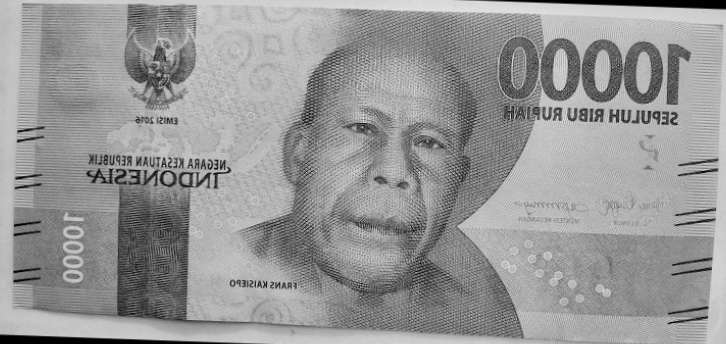 EMISI 2016
NEGARA KESATUAN REPUBLIK
INDONESIA
10000
FRANS KAISIEPO
10000
SEPULUH RIBU RUPIAH